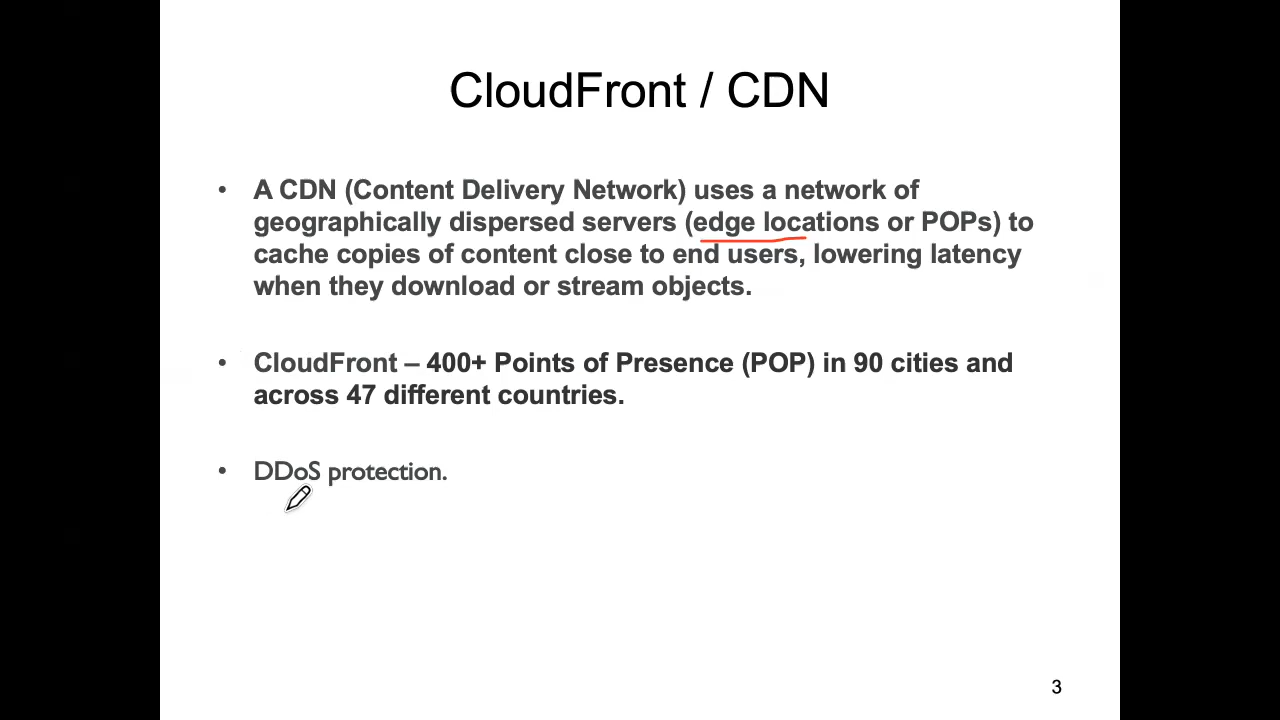 CloudFront / CDN
• A CDN (Content Delivery Network) uses a network of
geographically dispersed servers (edge locations or POPs) to
cache copies of content close to end users, lowering latency
when they download or stream objects.
• CloudFront – 400+ Points of Presence (POP) in 90 cities and
across 47 different countries.
• DDoS protection.
3